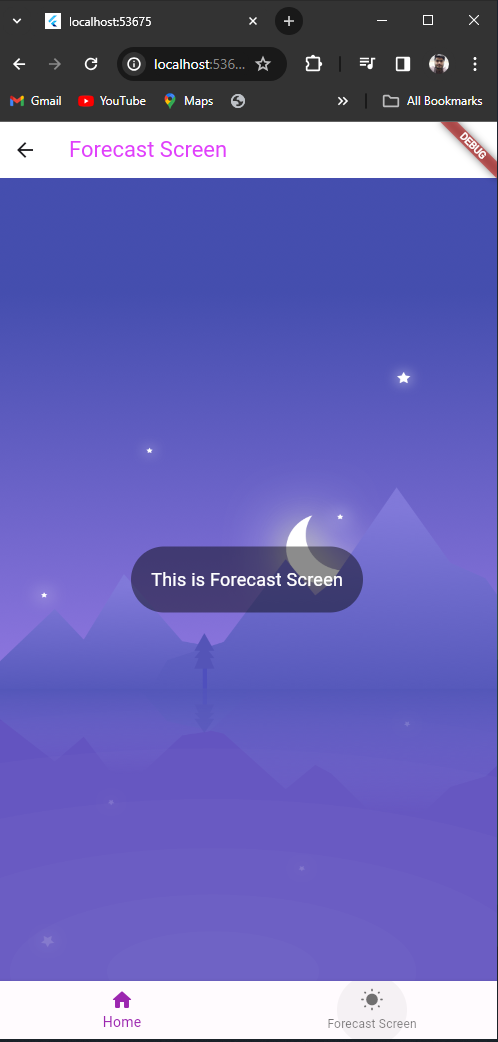 localhost:53675
localhost:536...
Gmail
YouTube
Maps
All Bookmarks
Forecast Screen
DEBUG
This is Forecast Screen
Home
Forecast Screen